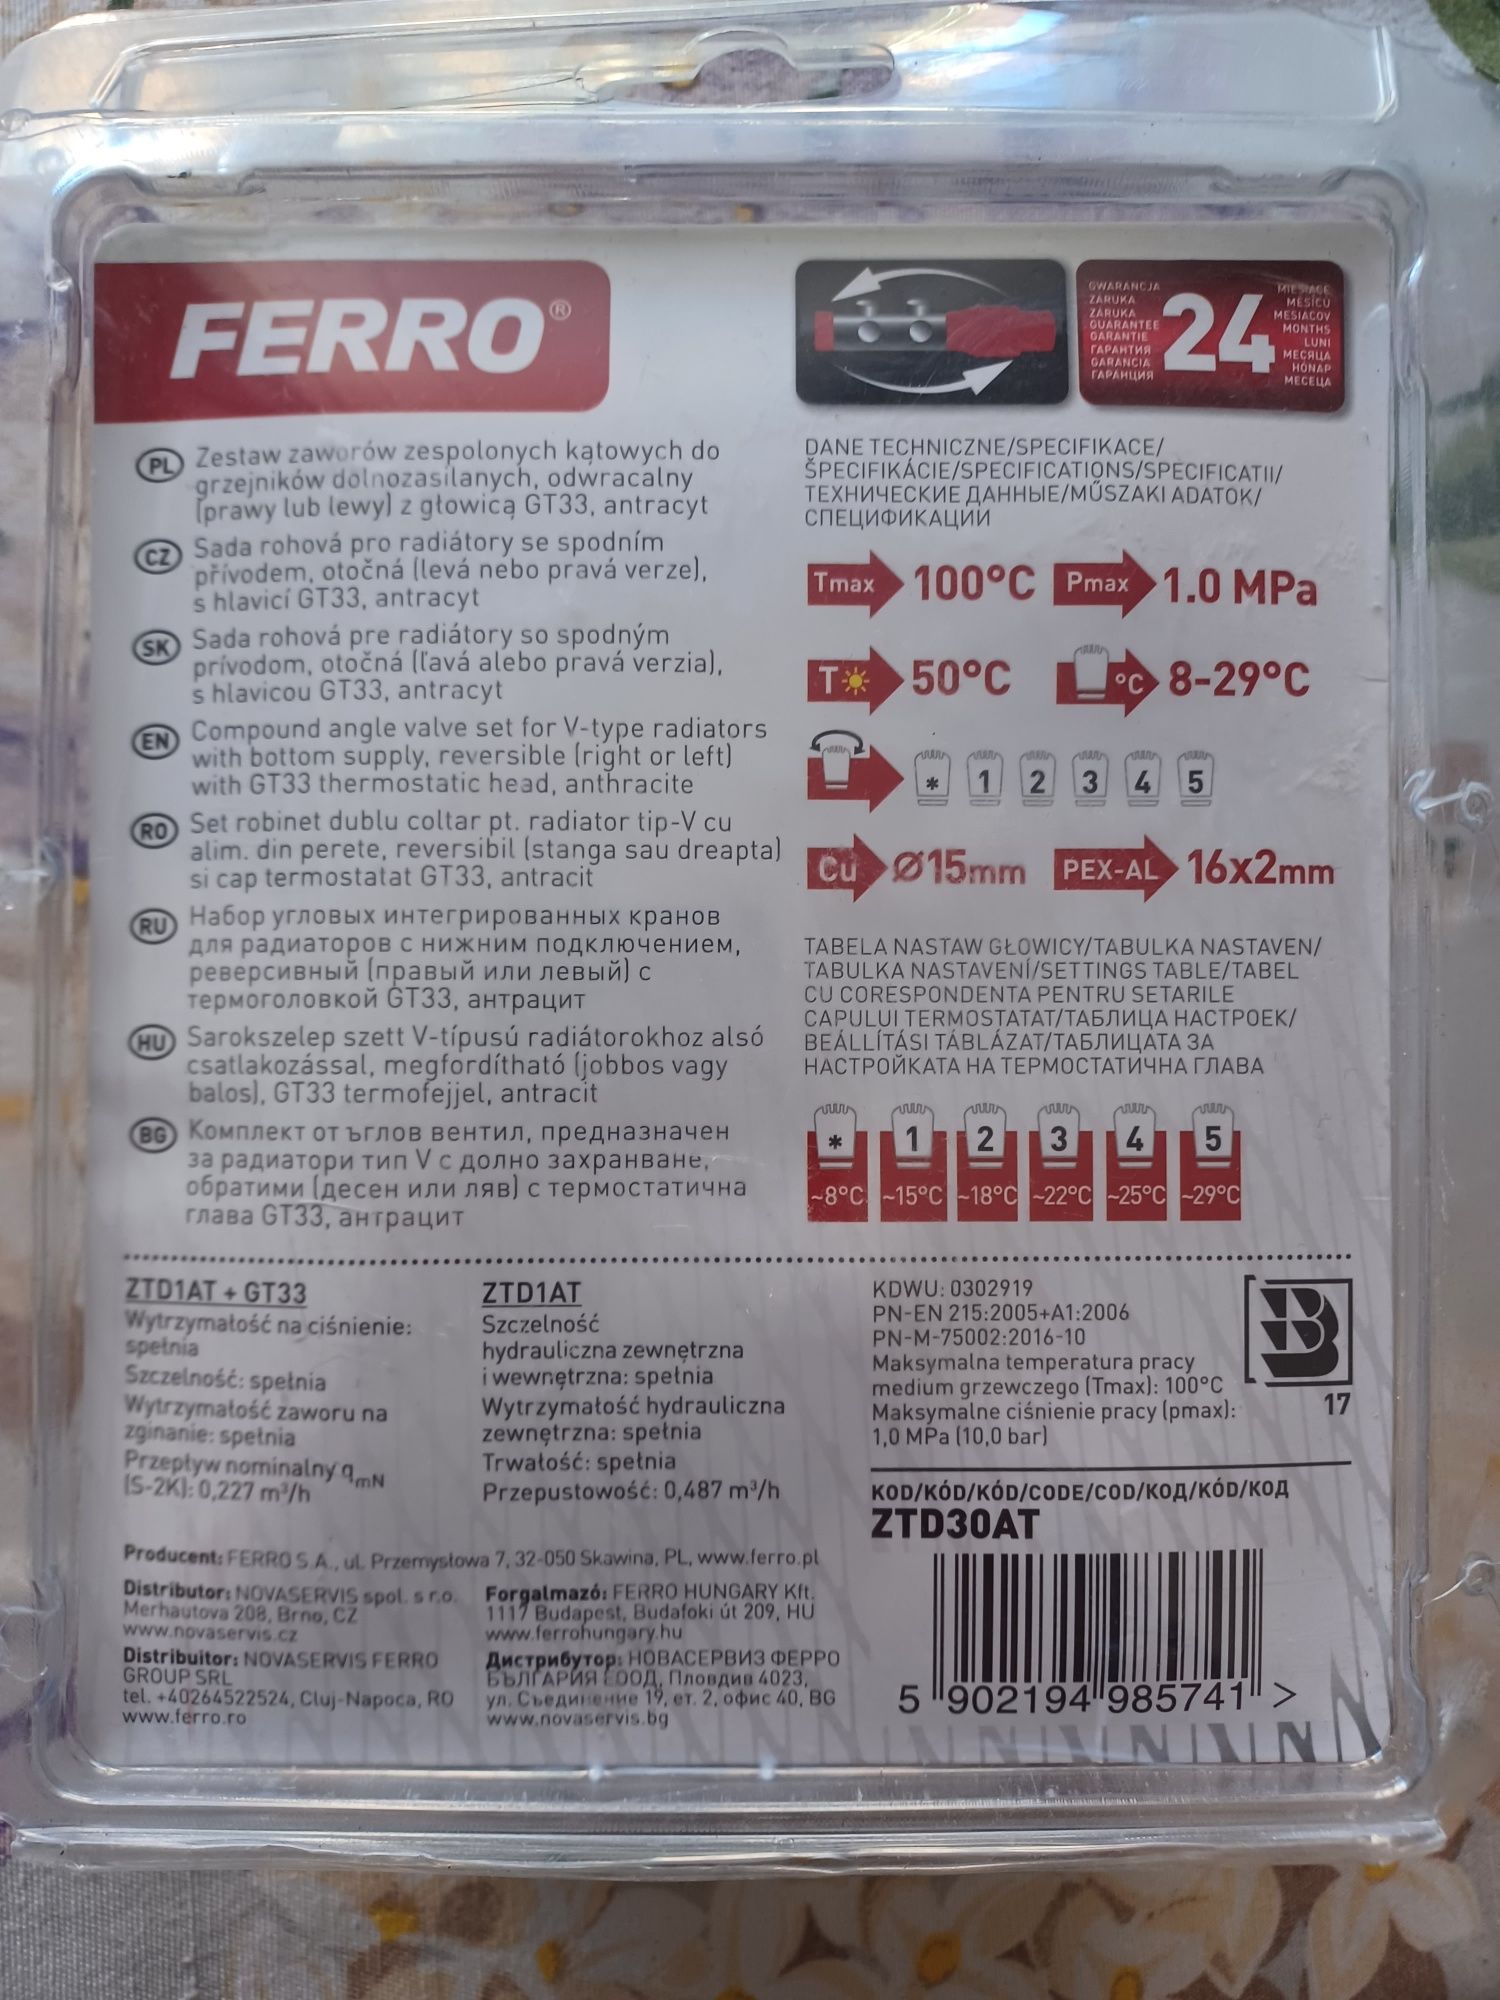 FERRO®
GWARANCJA
ZÁRUKA
ZÁRUKA
GUARANTEE
GARANTIE
ГАРАНТИЯ
GARANCIA
ГАРАНЦИЯ
24
MIESIĄCE
MĚSÍCŮ
MESIACOV
MONTHS
LUNI
МЕСЯЦА
HÓNAP
МЕСЕЦА
PL Zestaw zaworów zespolonych kątowych do
grzejników dolnozasilanych, odwracalny
(prawy lub lewy) z głowicą GT33, antracyt
CZ Sada rohová pro radiátory se spodním
přívodem, otočná (levá nebo pravá verze),
s hlavicí GT33, antracyt
SK Sada rohová pre radiátory so spodným
prívodom, otočná (ľavá alebo pravá verzia),
s hlavicou GT33, antracyt
EN Compound angle valve set for V-type radiators
with bottom supply, reversible (right or left)
with GT33 thermostatic head, anthracite
RO Set robinet dublu coltar pt. radiator tip-V cu
alim. din perete, reversibil (stanga sau dreapta)
si cap termostatat GT33, antracit
RU Набор угловых интегрированных кранов
для радиаторов с нижним подключением,
реверсивный (правый или левый) с
термоголовкой GT33, антрацит
HU Sarokszelep szett V-típusú radiátorokhoz alsó
csatlakozással, megfordítható (jobbos vagy
balos), GT33 termofejjel, antracit
BG Комплект от ъглов вентил, предназначен
за радиатори тип V с долно захранване,
обратими (десен или ляв) с термостатична
глава GT33, антрацит
DANE TECHNICZNE/SPECIFIKACE/
ŠPECIFIKÁCIE/SPECIFICATIONS/SPECIFICATII/
ТЕХНИЧЕСКИЕ ДАННЫЕ/MŰSZAKI ADATOK/
СПЕЦИФИКАЦИИ
Tmax 100°C Pmax 1.0 MPa
T 50°C °C 8-29°C
* 1 2 3 4 5
Cu Ø15mm PEX-AL 16x2mm
TABELA NASTAW GŁOWICY/TABULKA NASTAVEN/
TABULKA NASTAVENÍ/SETTINGS TABLE/TABEL
CU CORESPONDENTA PENTRU SETARILE
CAPULUI TERMOSTATAT/ТАБЛИЦА НАСТРОЕК/
BEÁLLÍTÁSI TÁBLÁZAT/ТАБЛИЦАТА ЗА
НАСТРОЙКАТА НА ТЕРМОСТАТИЧНА ГЛАВА
* 1 2 3 4 5
~8°C ~15°C ~18°C ~22°C ~25°C ~29°C
ZTD1AT + GT33
Wytrzymałość na ciśnienie:
spełnia
Szczelność: spełnia
Wytrzymałość zaworu na
zginanie: spełnia
Przepływ nominalny qmN
(S-2K): 0,227 m³/h
ZTD1AT
Szczelność
hydrauliczna zewnętrzna
i wewnętrzna: spełnia
Wytrzymałość hydrauliczna
zewnętrzna: spełnia
Trwałość: spełnia
Przepustowość: 0,487 m³/h
KDWU: 0302919
PN-EN 215:2005+A1:2006
PN-M-75002:2016-10
Maksymalna temperatura pracy
medium grzewczego (Tmax): 100°C
Maksymalne ciśnienie pracy (pmax):
1,0 MPa (10,0 bar)
B
17
KOD/KÓD/KÓD/CODE/COD/КОД/KÓD/КОД
ZTD30AT
5 902194 985741 >
Producent: FERRO S.A., ul. Przemysłowa 7, 32-050 Skawina, PL, www.ferro.pl
Distributor: NOVASERVIS spol. s r.o.
Merhautova 208, Brno, CZ
www.novaservis.cz
Distribuitor: NOVASERVIS FERRO
GROUP SRL
tel. +40264522524, Cluj-Napoca, RO
www.ferro.ro
Forgalmazó: FERRO HUNGARY Kft.
1117 Budapest, Budafoki út 209, HU
www.ferrohungary.hu
Дистрибутор: НОВАСЕРВИЗ ФЕРРО
БЪЛГАРИЯ ЕООД, Пловдив 4023,
ул. Съединение 19, ет. 2, офис 40, BG
www.novaservis.bg